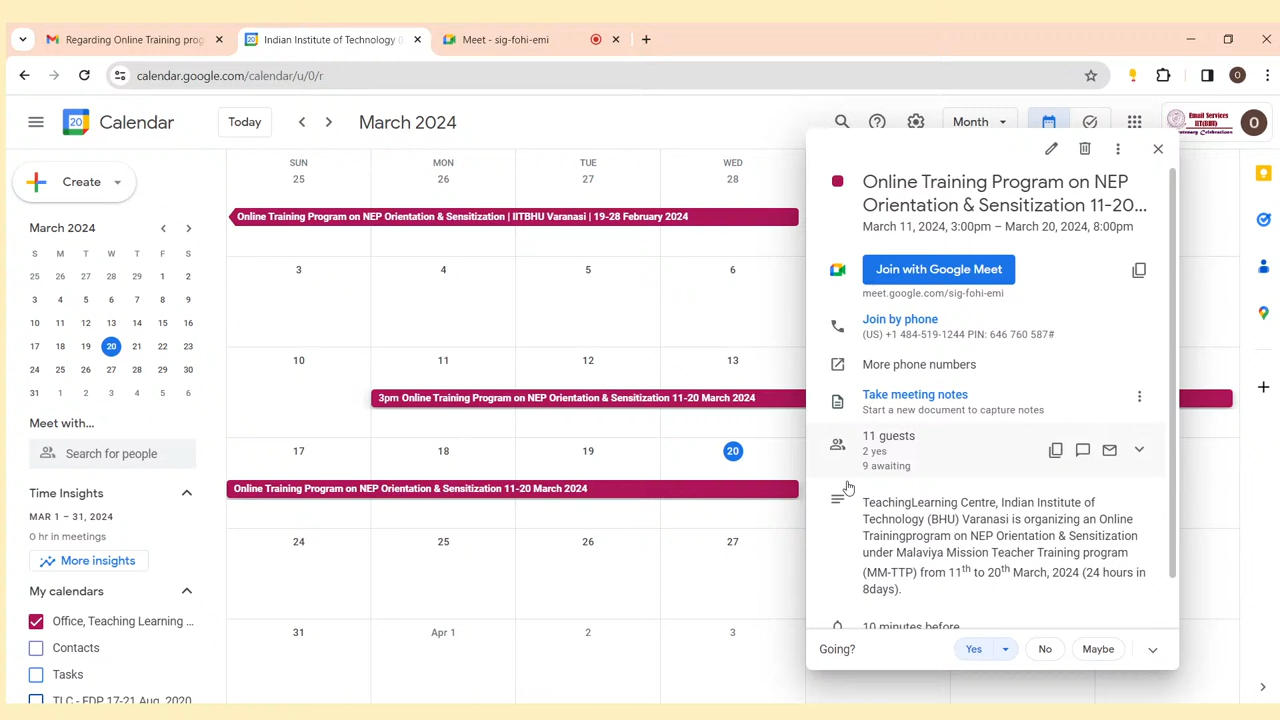 Regarding Online Training prog
Indian Institute of Technology (
Meet - sig-fohi-emi
calendar.google.com/calendar/u/0/r
O
Calendar
Today
March 2024
Month
Email Services
IIT(BHU)
Centenary Celebrations
O
Create
March 2024
S M T W T F S
25 26 27 28 29 1 2
3 4 5 6 7 8 9
10 11 12 13 14 15 16
17 18 19 20 21 22 23
24 25 26 27 28 29 30
31 1 2 3 4 5 6
Meet with...
Search for people
Time Insights
MAR 1 – 31, 2024
0 hr in meetings
More insights
My calendars
Office, Teaching Learning ...
Contacts
Tasks
TLC - FDP 17-21 Aug, 2020
SUN MON TUE WED
25 26 27 28
Online Training Program on NEP Orientation & Sensitization | IITBHU Varanasi | 19-28 February 2024
3 4 5 6
10 11 12 13
3pm Online Training Program on NEP Orientation & Sensitization 11-20 March 2024
17 18 19 20
Online Training Program on NEP Orientation & Sensitization 11-20 March 2024
24 25 26 27
31 Apr 1 2 3
Online Training Program on NEP
Orientation & Sensitization 11-20...
March 11, 2024, 3:00pm – March 20, 2024, 8:00pm
Join with Google Meet
meet.google.com/sig-fohi-emi
Join by phone
(US) +1 484-519-1244 PIN: 646 760 587#
More phone numbers
Take meeting notes
Start a new document to capture notes
11 guests
2 yes
9 awaiting
TeachingLearning Centre, Indian Institute of
Technology (BHU) Varanasi is organizing an Online
Trainingprogram on NEP Orientation & Sensitization
under Malaviya Mission Teacher Training program
(MM-TTP) from 11th to 20th March, 2024 (24 hours in
8days).
10 minutes before
Going?
Yes
No
Maybe